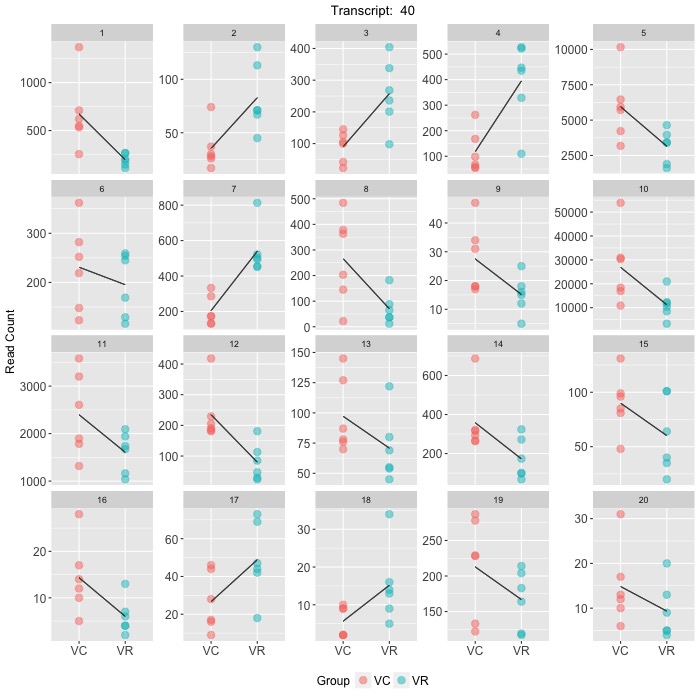 Transcript: 40
1 2 3 4 5
1000 500
100 50
400 300 200 100 0
500 400 300 200 100
10000 7500 5000 2500
6 7 8 9 10
300 200
800 600 400 200
500 400 300 200 100 0
40 30 20 10
50000 40000 30000 20000 10000
Read Count
11 12 13 14 15
3000 2000 1000
400 300 200 100
150 125 100 75 50
600 400 200
100 50
16 17 18 19 20
20 10
60 40 20
30 20 10
250 200 150
30 20 10
VC VR VC VR VC VR VC VR VC VR
Group VC VR